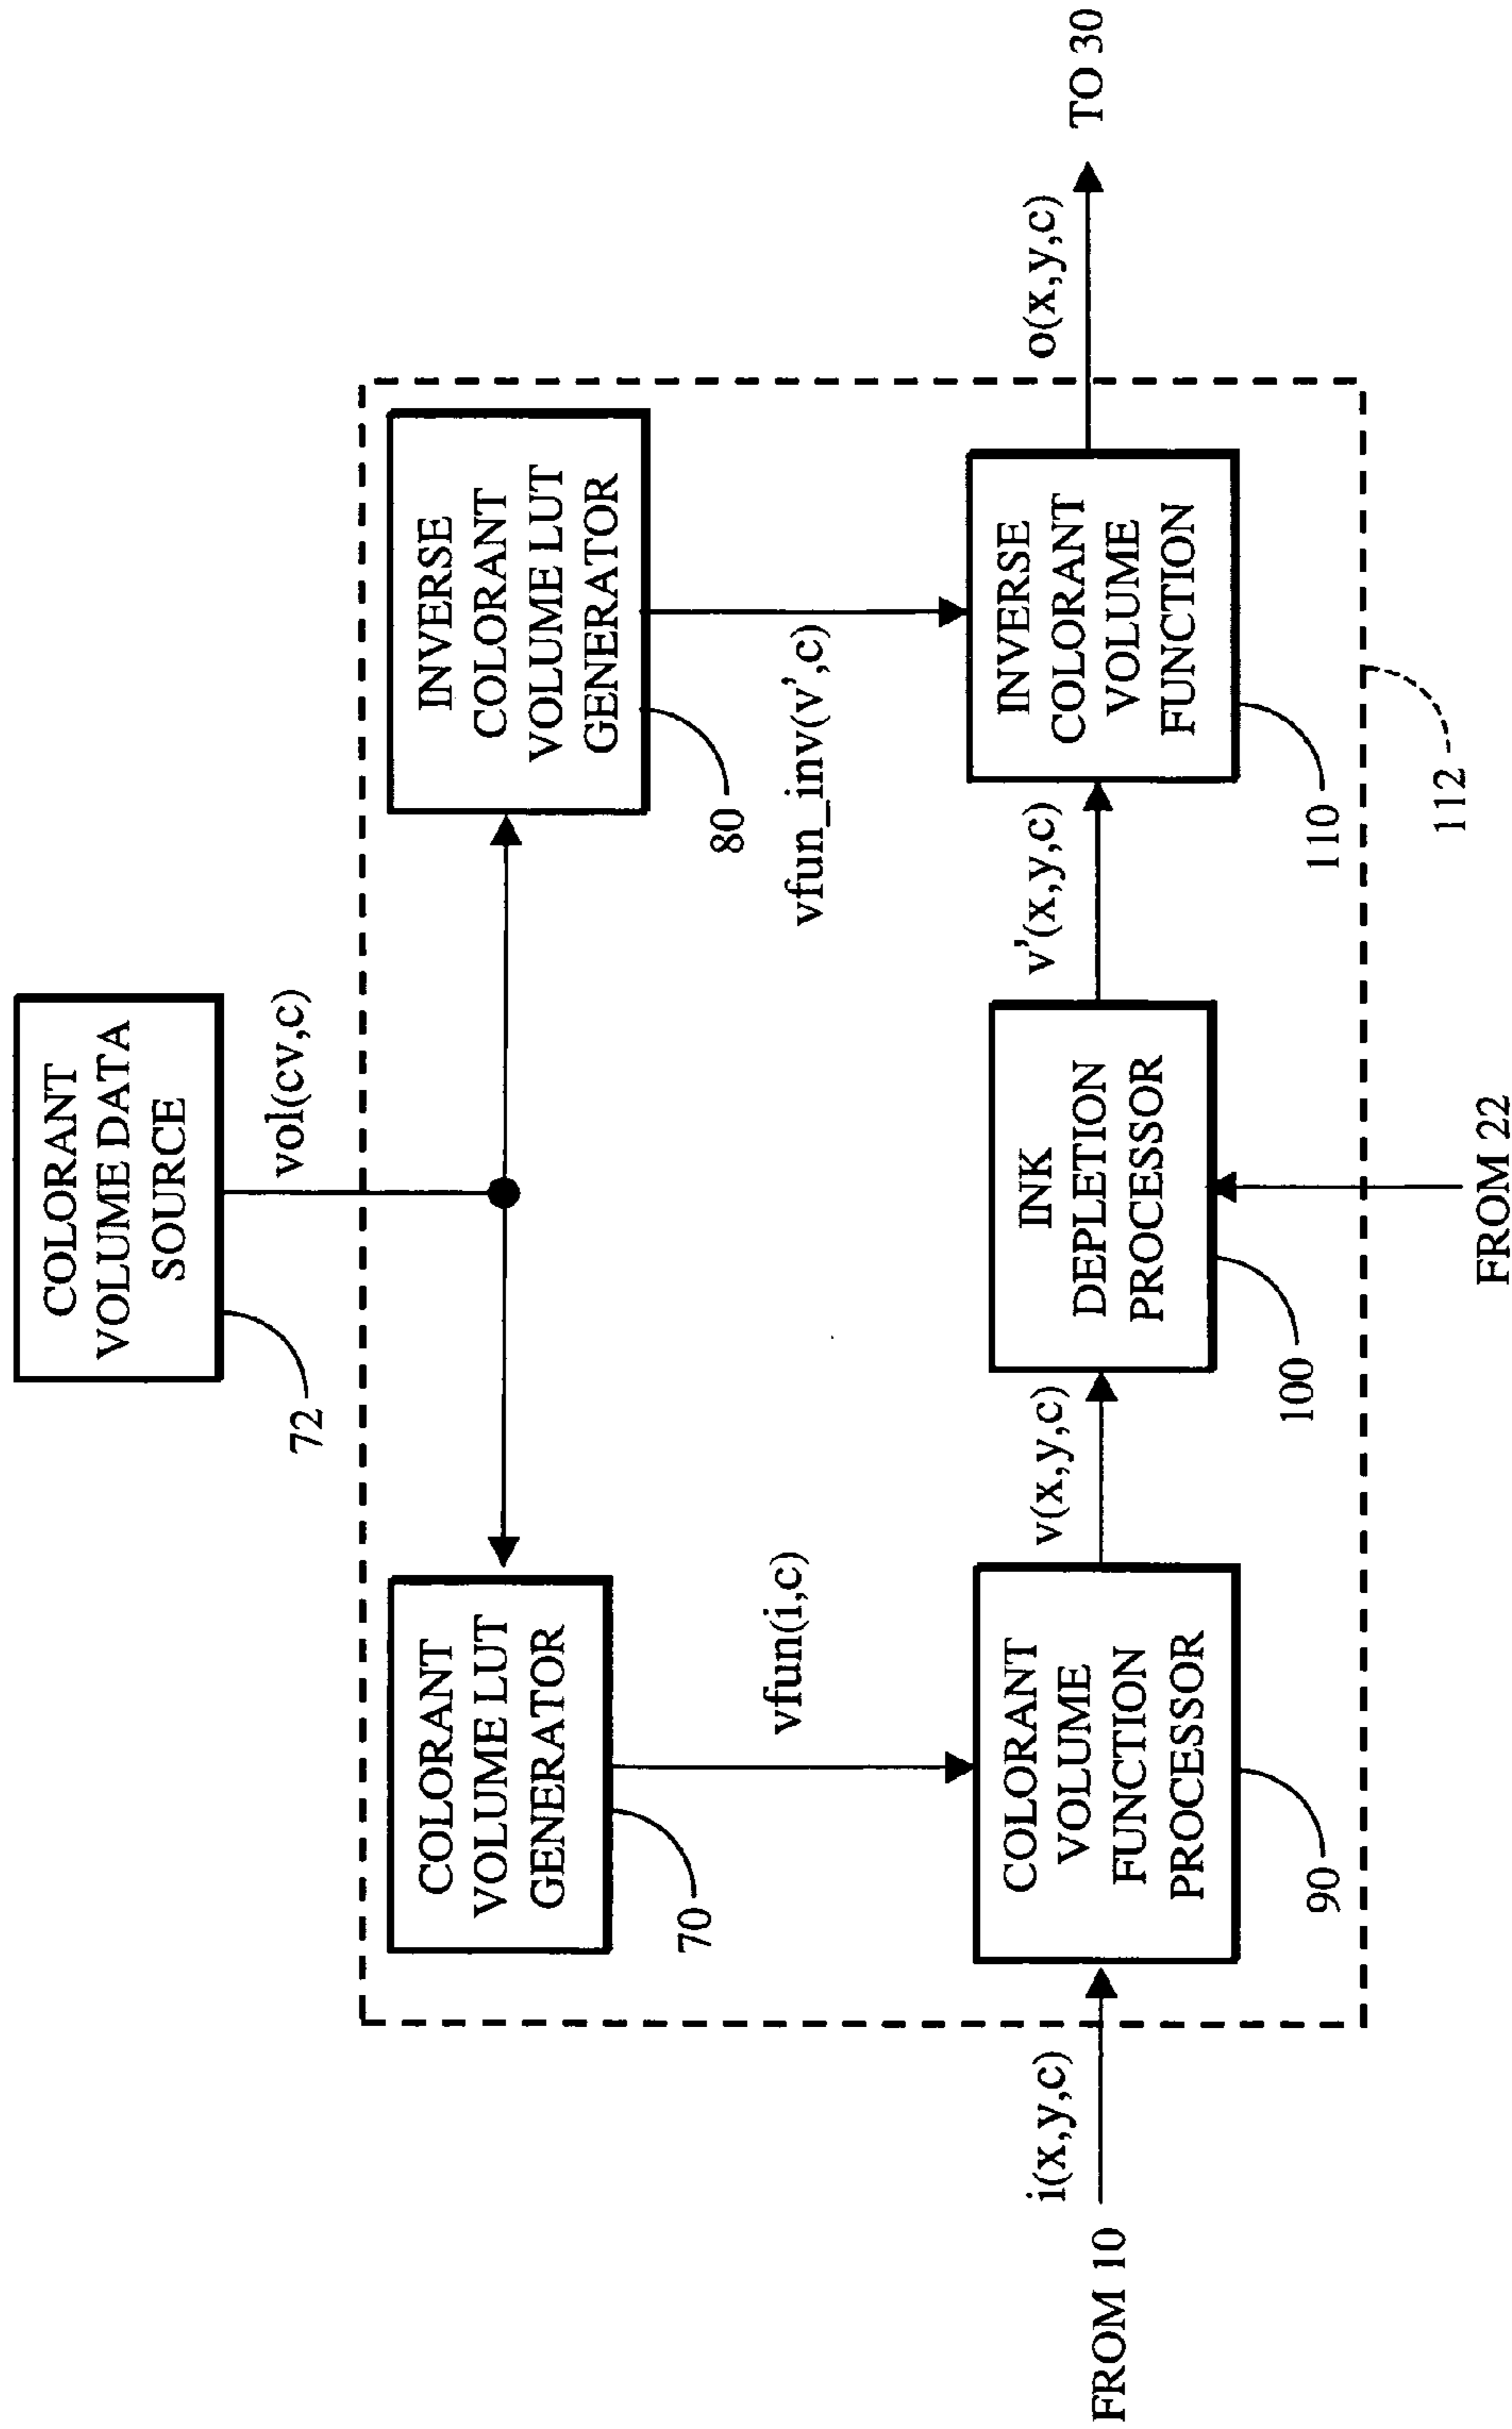 COLORANT
VOLUME DATA
SOURCE
72
vol(cv,c)
COLORANT
VOLUME LUT
GENERATOR
70
INVERSE
COLORANT
VOLUME LUT
GENERATOR
80
vfun(i,c)
vfun_inv(v',c)
FROM 10
i(x,y,c)
COLORANT
VOLUME
FUNCTION
PROCESSOR
90
v(x,y,c)
INK
DEPLETION
PROCESSOR
100
v'(x,y,c)
INVERSE
COLORANT
VOLUME
FUNCTION
110
o(x,y,c)
TO 30
112
FROM 22